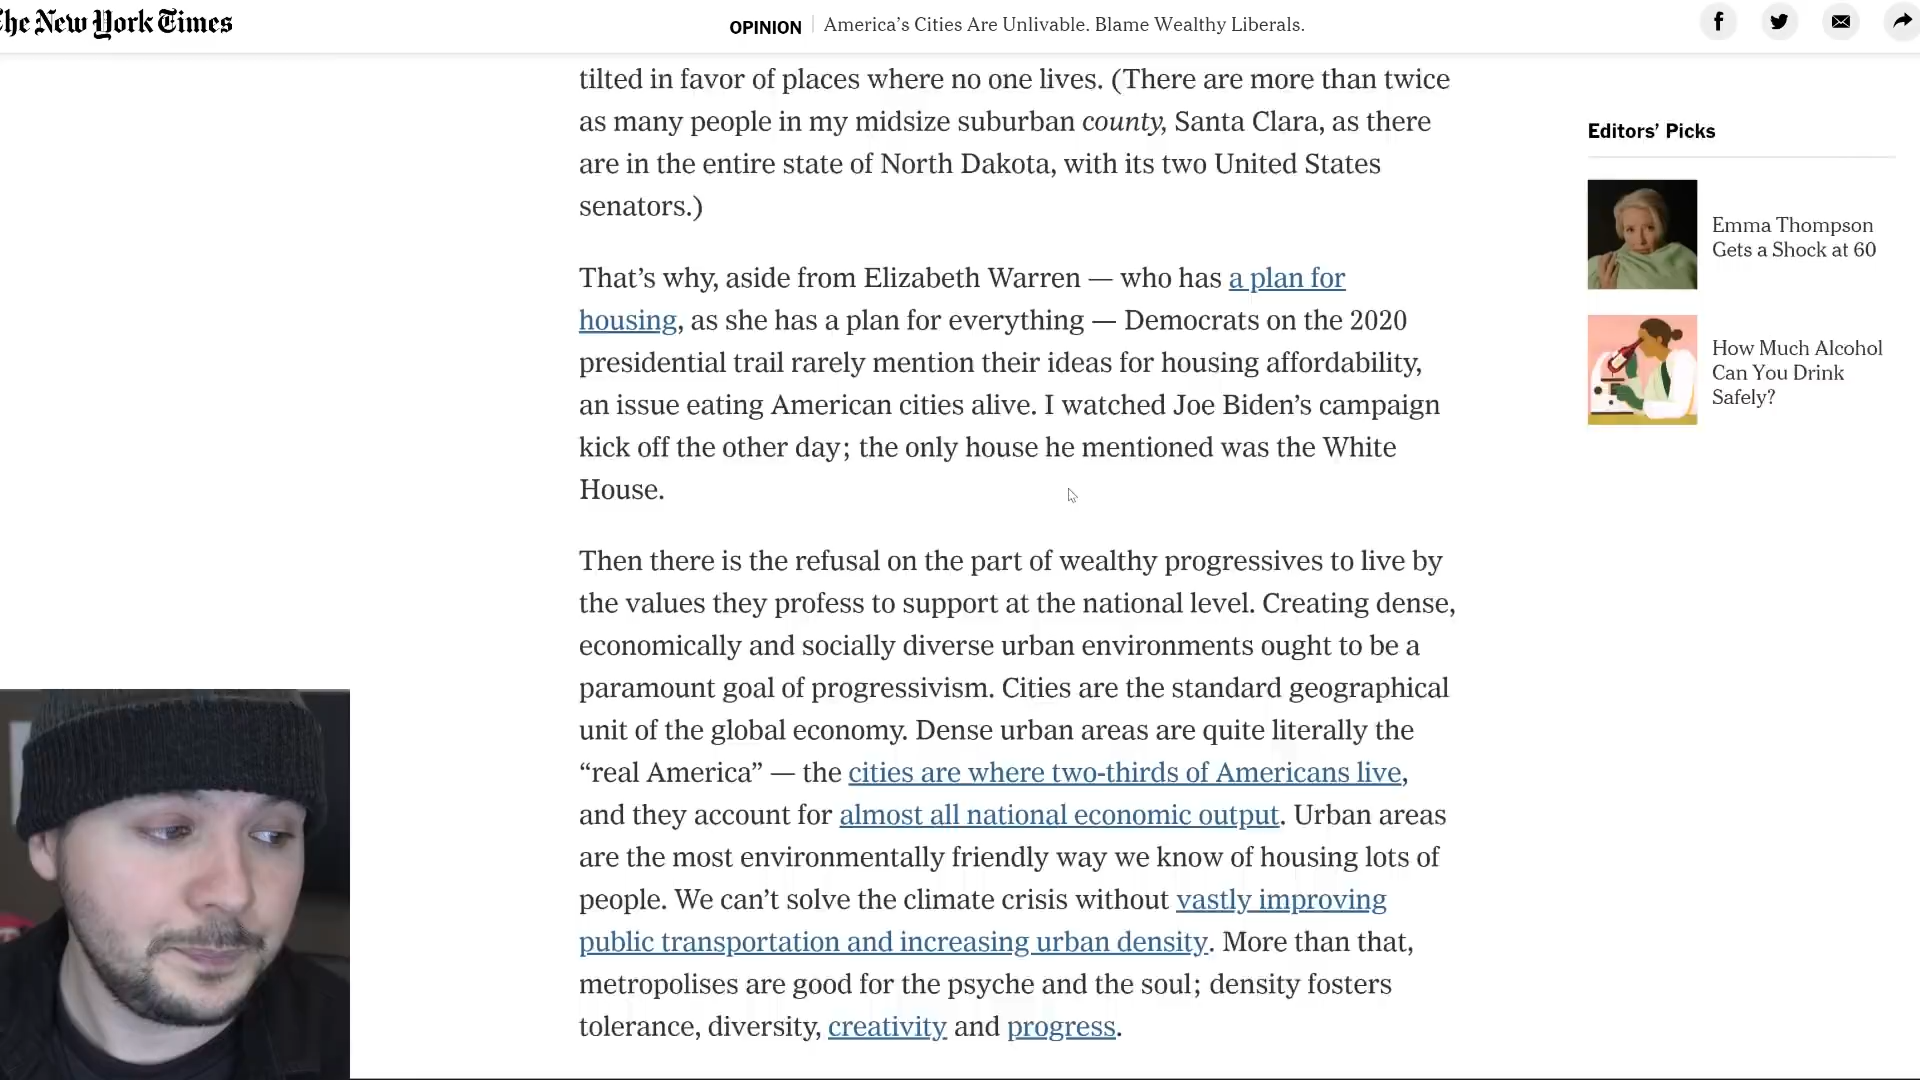 The New York Times
OPINION | America's Cities Are Unlivable. Blame Wealthy Liberals.
tilted in favor of places where no one lives. (There are more than twice
as many people in my midsize suburban county, Santa Clara, as there
are in the entire state of North Dakota, with its two United States
senators.)
That's why, aside from Elizabeth Warren — who has a plan for
housing, as she has a plan for everything — Democrats on the 2020
presidential trail rarely mention their ideas for housing affordability,
an issue eating American cities alive. I watched Joe Biden's campaign
kick off the other day; the only house he mentioned was the White
House.
Then there is the refusal on the part of wealthy progressives to live by
the values they profess to support at the national level. Creating dense,
economically and socially diverse urban environments ought to be a
paramount goal of progressivism. Cities are the standard geographical
unit of the global economy. Dense urban areas are quite literally the
“real America” — the cities are where two-thirds of Americans live,
and they account for almost all national economic output. Urban areas
are the most environmentally friendly way we know of housing lots of
people. We can't solve the climate crisis without vastly improving
public transportation and increasing urban density. More than that,
metropolises are good for the psyche and the soul; density fosters
tolerance, diversity, creativity and progress.
Editors' Picks
Emma Thompson
Gets a Shock at 60
How Much Alcohol
Can You Drink
Safely?